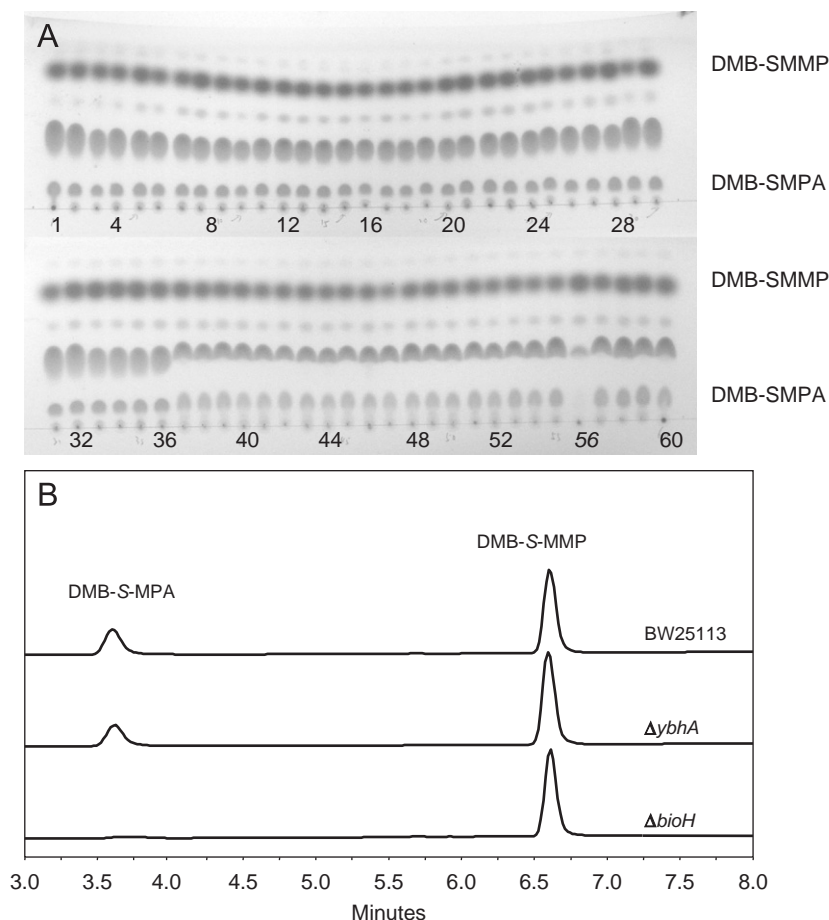 A
DMB-SMMP
DMB-SMPA
1 4 8 12 16 20 24 28
DMB-SMMP
DMB-SMPA
32 36 40 44 48 52 56 60
B
DMB-S-MMP
DMB-S-MPA
BW25113
ΔybhA
ΔbioH
3.0 3.5 4.0 4.5 5.0 5.5 6.0 6.5 7.0 7.5 8.0
Minutes